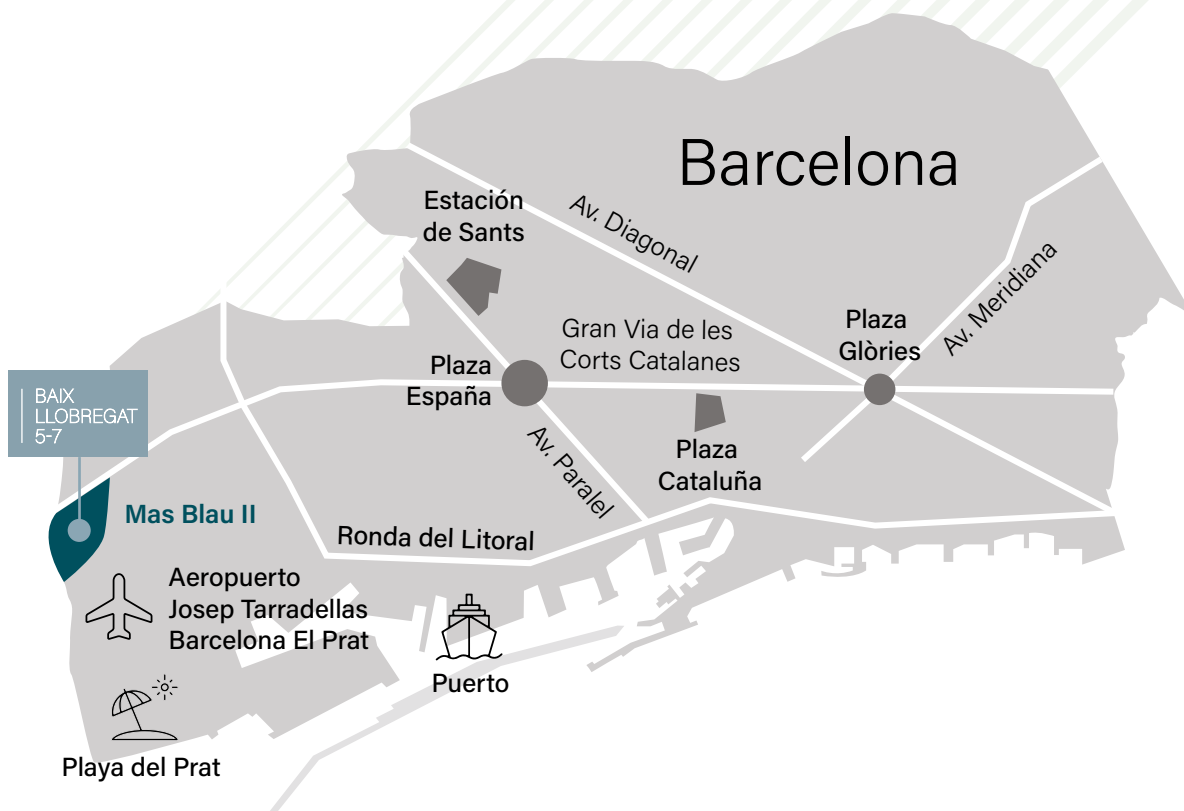 Barcelona
Estación
de Sants
Av. Diagonal
Av. Meridiana
Plaza
Glòries
Gran Via de les
Corts Catalanes
Plaza
España
BAIX
LLOBREGAT
5-7
Av. Paralel
Plaza
Cataluña
Mas Blau II
Ronda del Litoral
Aeropuerto
Josep Tarradellas
Barcelona El Prat
Puerto
Playa del Prat